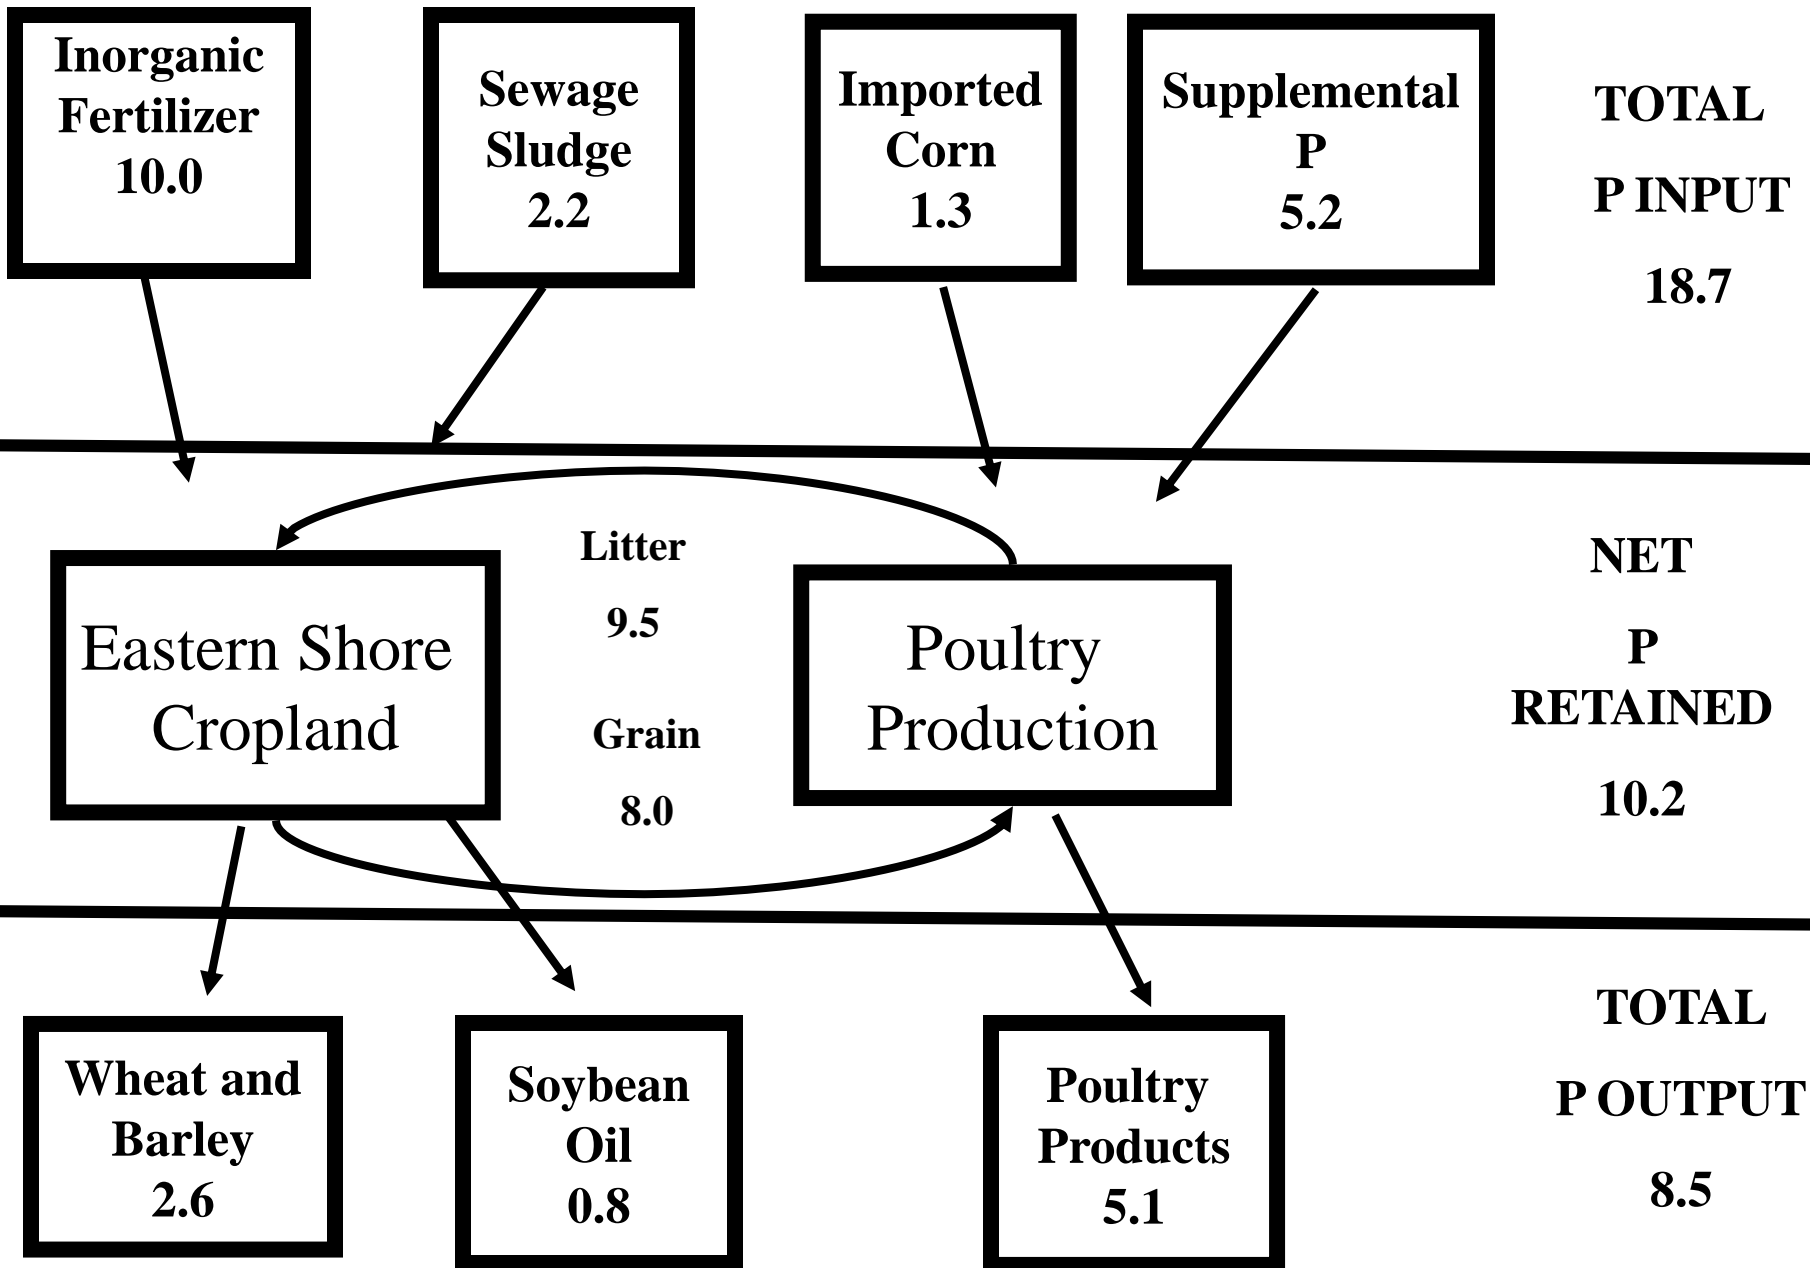 Inorganic
Fertilizer
10.0
Sewage
Sludge
2.2
Imported
Corn
1.3
Supplemental
P
5.2
TOTAL
P INPUT
18.7
Litter
9.5
Grain
8.0
Eastern Shore
Cropland
Poultry
Production
NET
P
RETAINED
10.2
Wheat and
Barley
2.6
Soybean
Oil
0.8
Poultry
Products
5.1
TOTAL
P OUTPUT
8.5